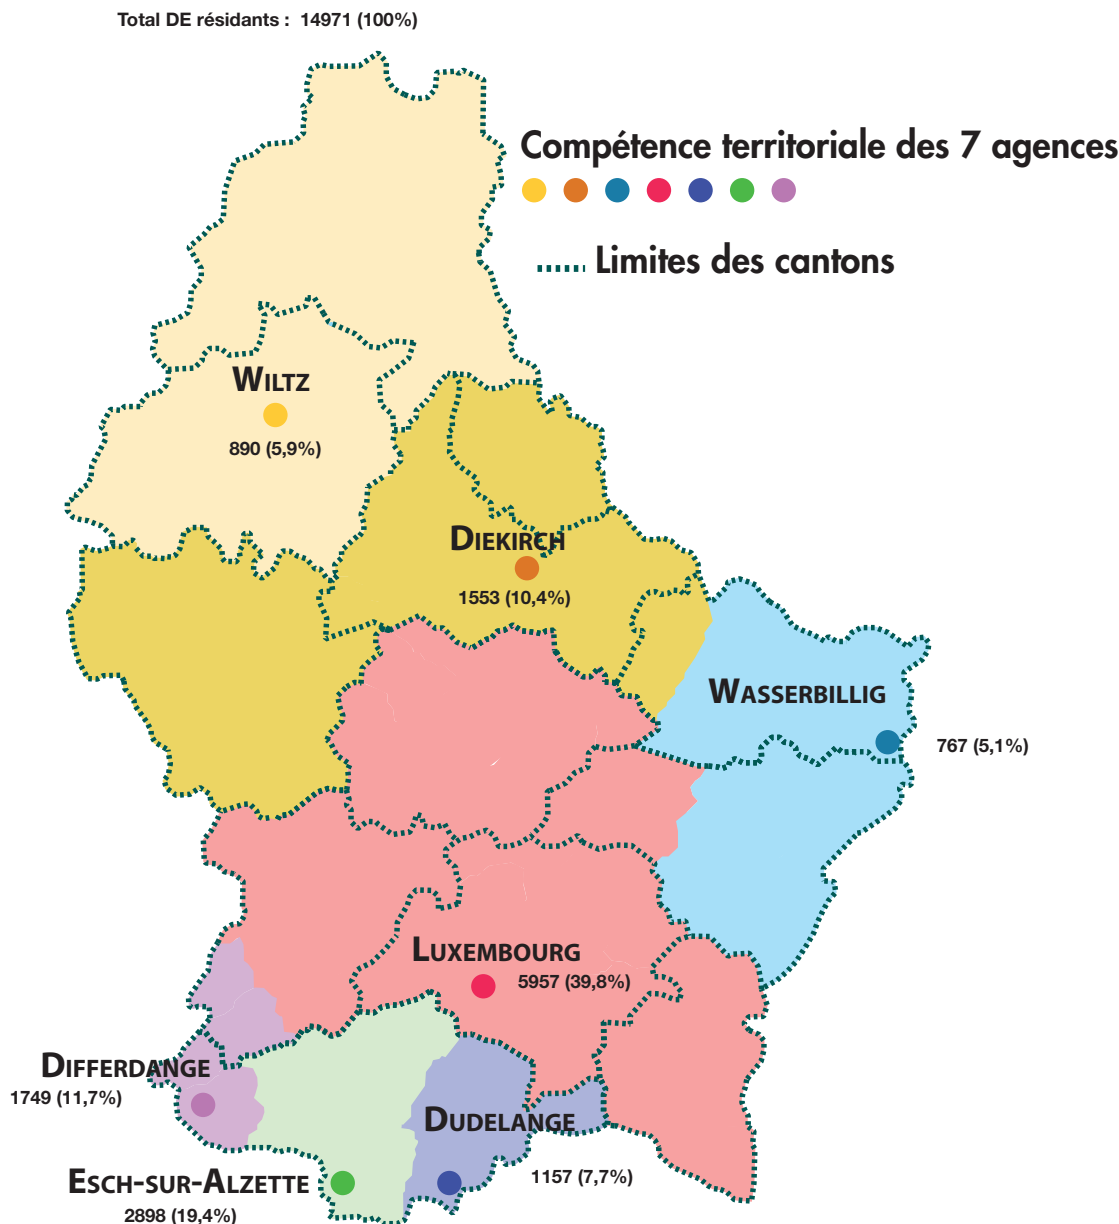 Total DE résidants : 14971 (100%)
Compétence territoriale des 7 agences
Limites des cantons
WILTZ
890 (5,9%)
DIEKIRCH
1553 (10,4%)
WASSERBILLIG
767 (5,1%)
LUXEMBOURG
5957 (39,8%)
DIFFERDANGE
1749 (11,7%)
DUDELANGE
1157 (7,7%)
ESCH-SUR-ALZETTE
2898 (19,4%)